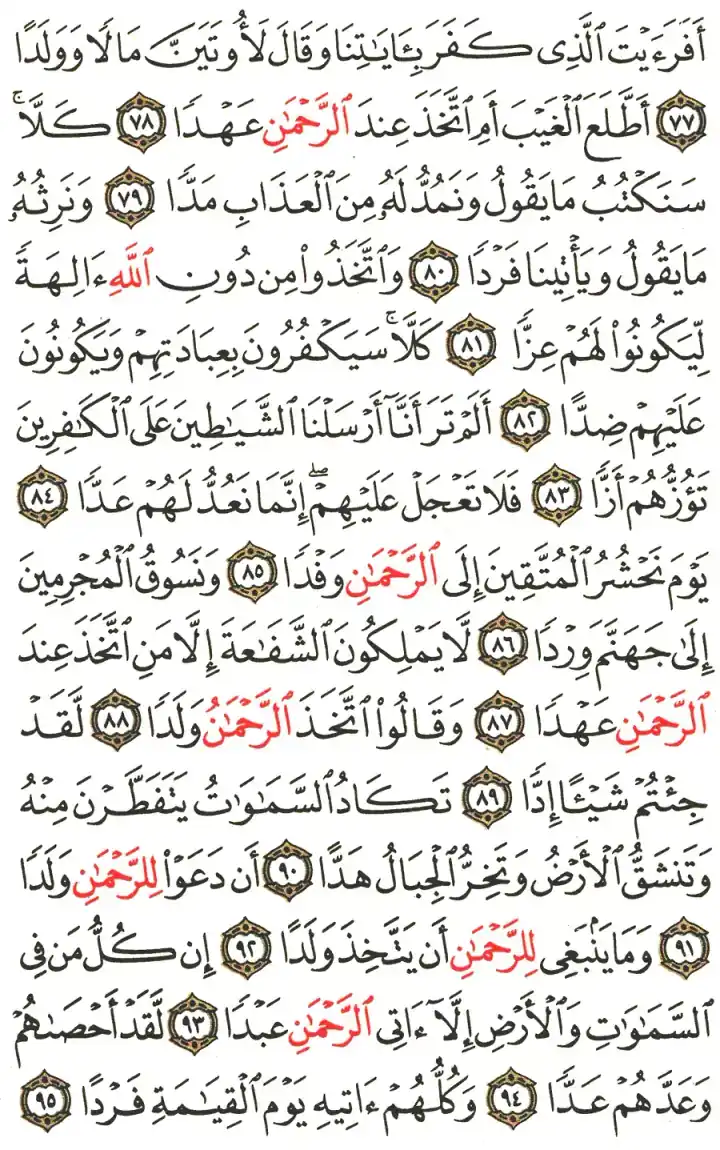 أَفَرَءَيْتَ ٱلَّذِى كَفَرَ بِـَٔايَـٰتِنَا وَقَالَ لَأُوتَيَنَّ مَالًا وَوَلَدًا
٧٧ أَطَّلَعَ ٱلْغَيْبَ أَمِ ٱتَّخَذَ عِندَ ٱلرَّحْمَـٰنِ عَهْدًا ٧٨ كَلَّا ۚ
سَنَكْتُبُ مَا يَقُولُ وَنَمُدُّ لَهُۥ مِنَ ٱلْعَذَابِ مَدًّا ٧٩ وَنَرِثُهُۥ
مَا يَقُولُ وَيَأْتِينَا فَرْدًا ٨٠ وَٱتَّخَذُوا۟ مِن دُونِ ٱللَّهِ ءَالِهَةً
لِّيَكُونُوا۟ لَهُمْ عِزًّا ٨١ كَلَّا ۚ سَيَكْفُرُونَ بِعِبَادَتِهِمْ وَيَكُونُونَ
عَلَيْهِمْ ضِدًّا ٨٢ أَلَمْ تَرَ أَنَّآ أَرْسَلْنَا ٱلشَّيَـٰطِينَ عَلَى ٱلْكَـٰفِرِينَ
تَؤُزُّهُمْ أَزًّا ٨٣ فَلَا تَعْجَلْ عَلَيْهِمْ ۖ إِنَّمَا نَعُدُّ لَهُمْ عَدًّا ٨٤
يَوْمَ نَحْشُرُ ٱلْمُتَّقِينَ إِلَى ٱلرَّحْمَـٰنِ وَفْدًا ٨٥ وَنَسُوقُ ٱلْمُجْرِمِينَ
إِلَىٰ جَهَنَّمَ وِرْدًا ٨٦ لَّا يَمْلِكُونَ ٱلشَّفَـٰعَةَ إِلَّا مَنِ ٱتَّخَذَ عِندَ
ٱلرَّحْمَـٰنِ عَهْدًا ٨٧ وَقَالُوا۟ ٱتَّخَذَ ٱلرَّحْمَـٰنُ وَلَدًا ٨٨ لَّقَدْ
جِئْتُمْ شَيْـًٔا إِدًّا ٨٩ تَكَادُ ٱلسَّمَـٰوَٰتُ يَتَفَطَّرْنَ مِنْهُ
وَتَنشَقُّ ٱلْأَرْضُ وَتَخِرُّ ٱلْجِبَالُ هَدًّا ٩٠ أَن دَعَوْا۟ لِلرَّحْمَـٰنِ وَلَدًا
٩١ وَمَا يَنۢبَغِى لِلرَّحْمَـٰنِ أَن يَتَّخِذَ وَلَدًا ٩٢ إِن كُلُّ مَن فِى
ٱلسَّمَـٰوَٰتِ وَٱلْأَرْضِ إِلَّآ ءَاتِى ٱلرَّحْمَـٰنِ عَبْدًا ٩٣ لَّقَدْ أَحْصَىٰهُمْ
وَعَدَّهُمْ عَدًّا ٩٤ وَكُلُّهُمْ ءَاتِيهِ يَوْمَ ٱلْقِيَـٰمَةِ فَرْدًا ٩٥